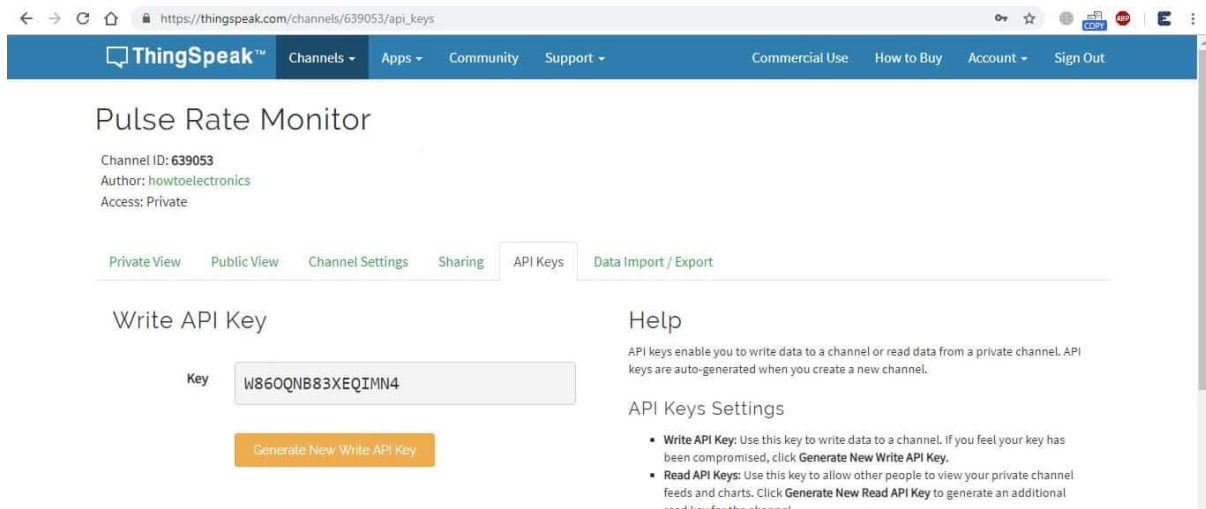 https://thingspeak.com/channels/639053/api_keys
COPY
ABP
E
ThingSpeak™ Channels Apps Community Support Commercial Use How to Buy Account Sign Out
Pulse Rate Monitor
Channel ID: 639053
Author: howtoelectronics
Access: Private
Private View Public View Channel Settings Sharing API Keys Data Import / Export
Write API Key
Key W86OQNB83XEQIMN4
Generate New Write API Key
Help
API keys enable you to write data to a channel or read data from a private channel. API
keys are auto-generated when you create a new channel.
API Keys Settings
• Write API Key: Use this key to write data to a channel. If you feel your key has
been compromised, click Generate New Write API Key.
• Read API Keys: Use this key to allow other people to view your private channel
feeds and charts. Click Generate New Read API Key to generate an additional
read key for the channel.